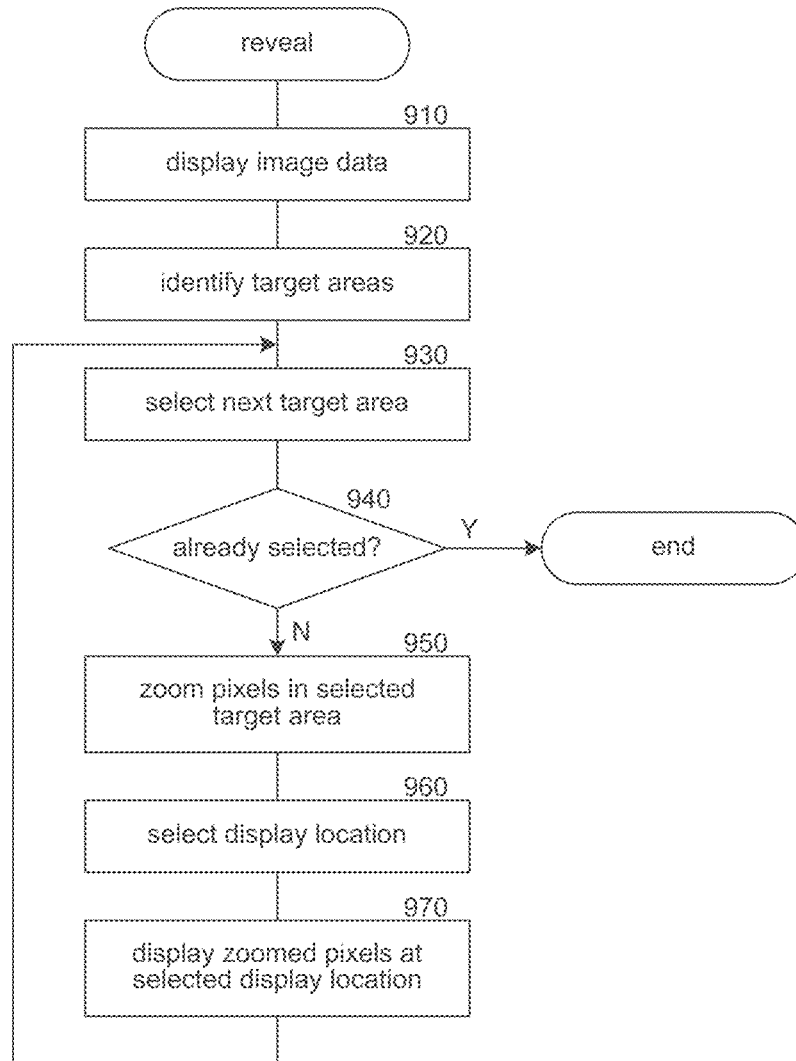 reveal
910
display image data
920
identify target areas
930
select next target area
940
already selected?
Y
end
N
950
zoom pixels in selected
target area
960
select display location
970
display zoomed pixels at
selected display location